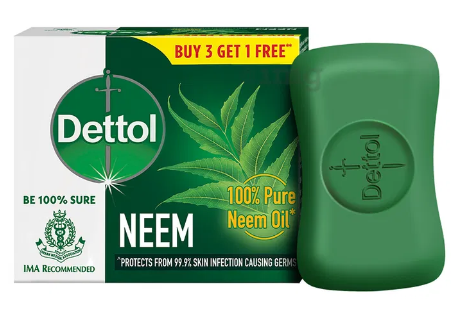 BUY 3 GET 1 FREE**
Dettol
100% Pure
Neem Oil*
BE 100% SURE
NEEM
IMA RECOMMENDED
^PROTECTS FROM 99.9% SKIN INFECTION CAUSING GERMS
Dettol